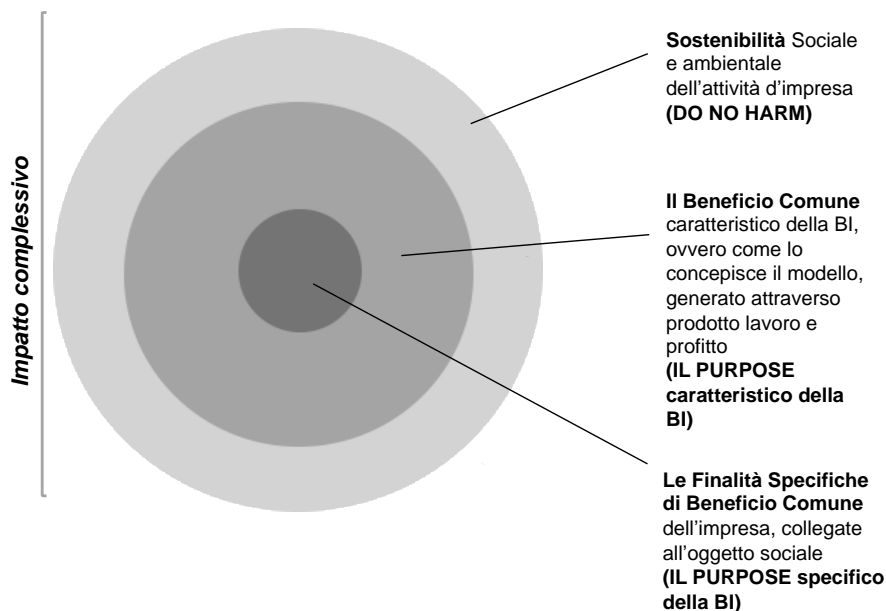 Impatto complessivo
Sostenibilità Sociale
e ambientale
dell'attività d'impresa
(DO NO HARM)
Il Beneficio Comune
caratteristico della BI,
ovvero come lo
concepisce il modello,
generato attraverso
prodotto lavoro e
profitto
(IL PURPOSE
caratteristico della
BI)
Le Finalità Specifiche
di Beneficio Comune
dell'impresa, collegate
all'oggetto sociale
(IL PURPOSE specifico
della BI)